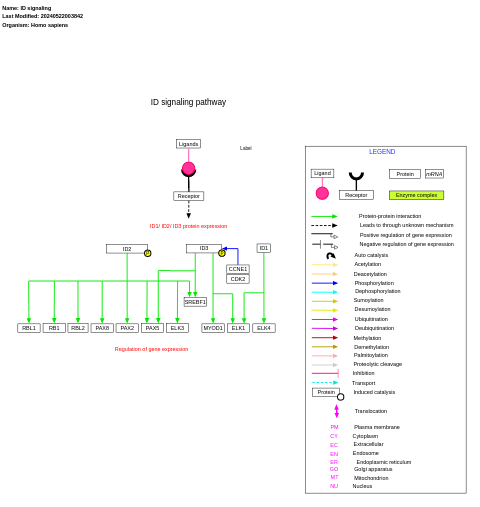 Name: ID signaling
Last Modified: 20240522003842
Organism: Homo sapiens
ID signaling pathway
Ligands
Label
Receptor
ID1/ ID2/ ID3 protein expression
ID2
P
ID3
P
ID1
CCNE1
CDK2
SREBF1
RBL1
RB1
RBL2
PAX8
PAX2
PAX5
ELK3
MYOD1
ELK1
ELK4
Regulation of gene expression
LEGEND
Ligand
Protein
mRNA
Receptor
Enzyme complex
Protein-protein interaction
Leads to through unknown mechanism
Positive regulation of gene expression
Negative regulation of gene expression
Auto catalysis
Acetylation
Deacetylation
Phosphorylation
Dephosphorylation
Sumoylation
Desumoylation
Ubiquitination
Deubiquitination
Methylation
Demethylation
Palmitoylation
Proteolytic cleavage
Inhibition
Transport
Protein
Induced catalysis
Translocation
PM Plasma membrane
CY Cytoplasm
EC Extracellular
EN Endosome
ER Endoplasmic reticulum
GO Golgi apparatus
MT Mitochondrion
NU Nucleus